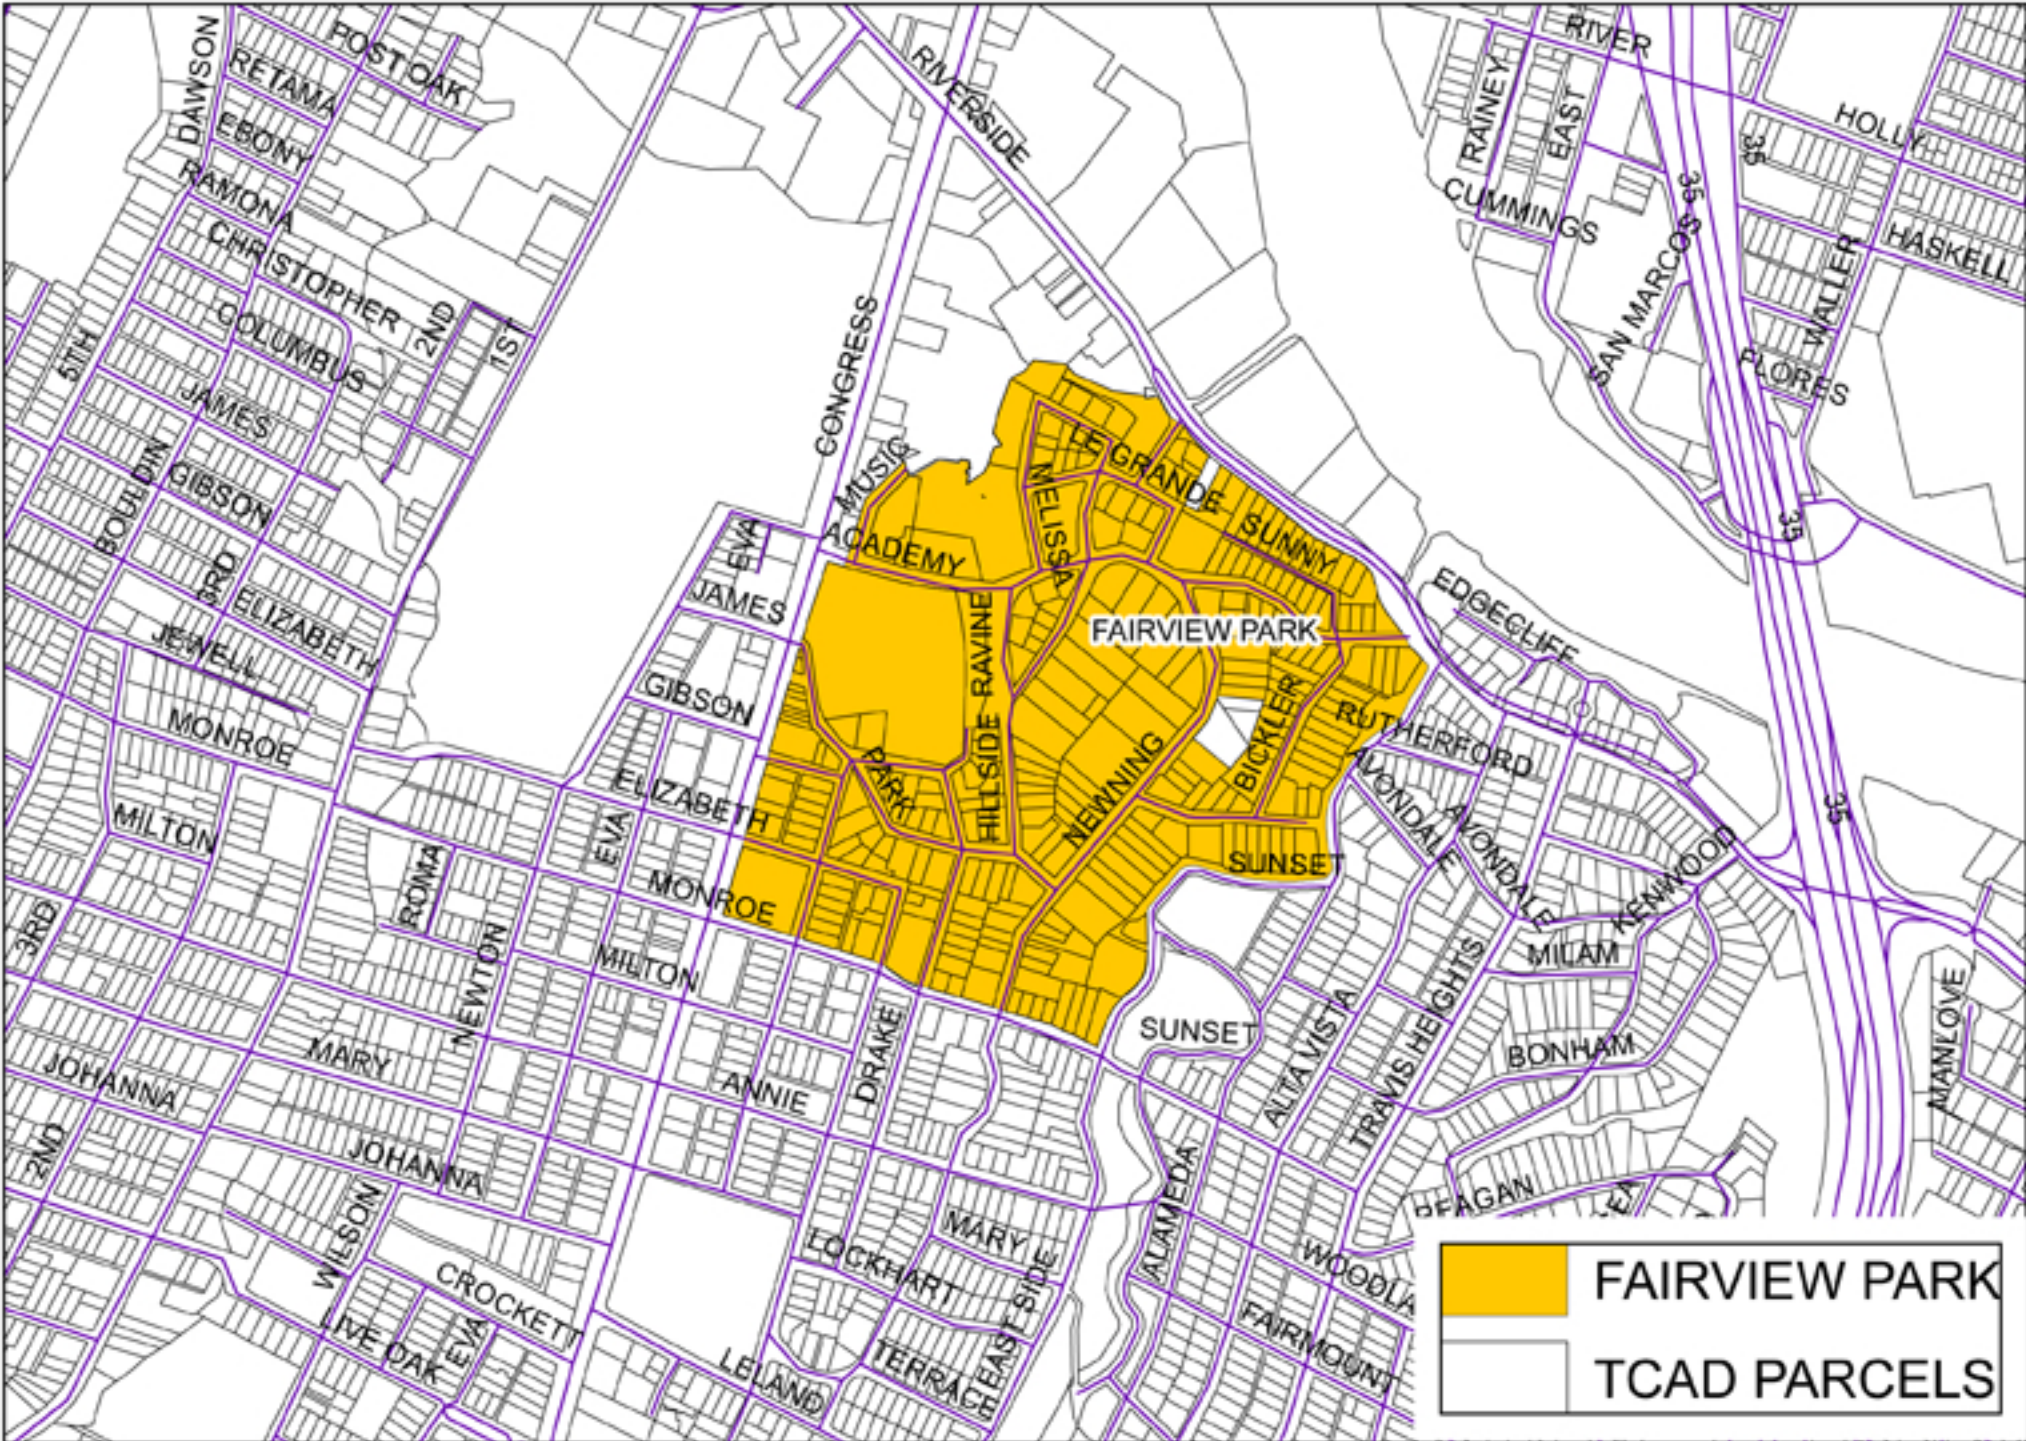 DAWSON
POST OAK
RETAMA
EBONY
RAMONA
CHRISTOPHER
COLUMBUS
2ND
1ST
5TH
JAMES
BOULDIN
GIBSON
3RD
ELIZABETH
JEWELL
MONROE
MILTON
RIVERSIDE
CONGRESS
MUSIC
ACADEMY
EVA
JAMES
GIBSON
ELIZABETH
EVA
MONROE
ROMA
NEWTON
MILTON
RIVER
RAINEY
EAST
CUMMINGS
35
35
SAN MARCOS
S
HOLLY
HASKELL
WALLER
FLORES
35
LE GRANDE
MELISSA
SUNNY
FAIRVIEW PARK
RAVINE
HILLSIDE
PARK
NEWNING
BICKLER
RUTHERFORD
EDGECLIFF
AVONDALE
AVONDALE
KENWOOD
35
SUNSET
SUNSET
MILAM
BONHAM
TRAVIS HEIGHTS
ALTA VISTA
MANLOVE
3RD
JOHANNA
MARY
2ND
JOHANNA
WILSON
CROCKETT
LIVE OAK
EVA
ANNIE
DRAKE
LOCKHART
MARY
EAST SIDE
TERRACE
LELAND
ALAMEDA
REAGAN
FAIRMOUNT
FAIRVIEW PARK
TCAD PARCELS